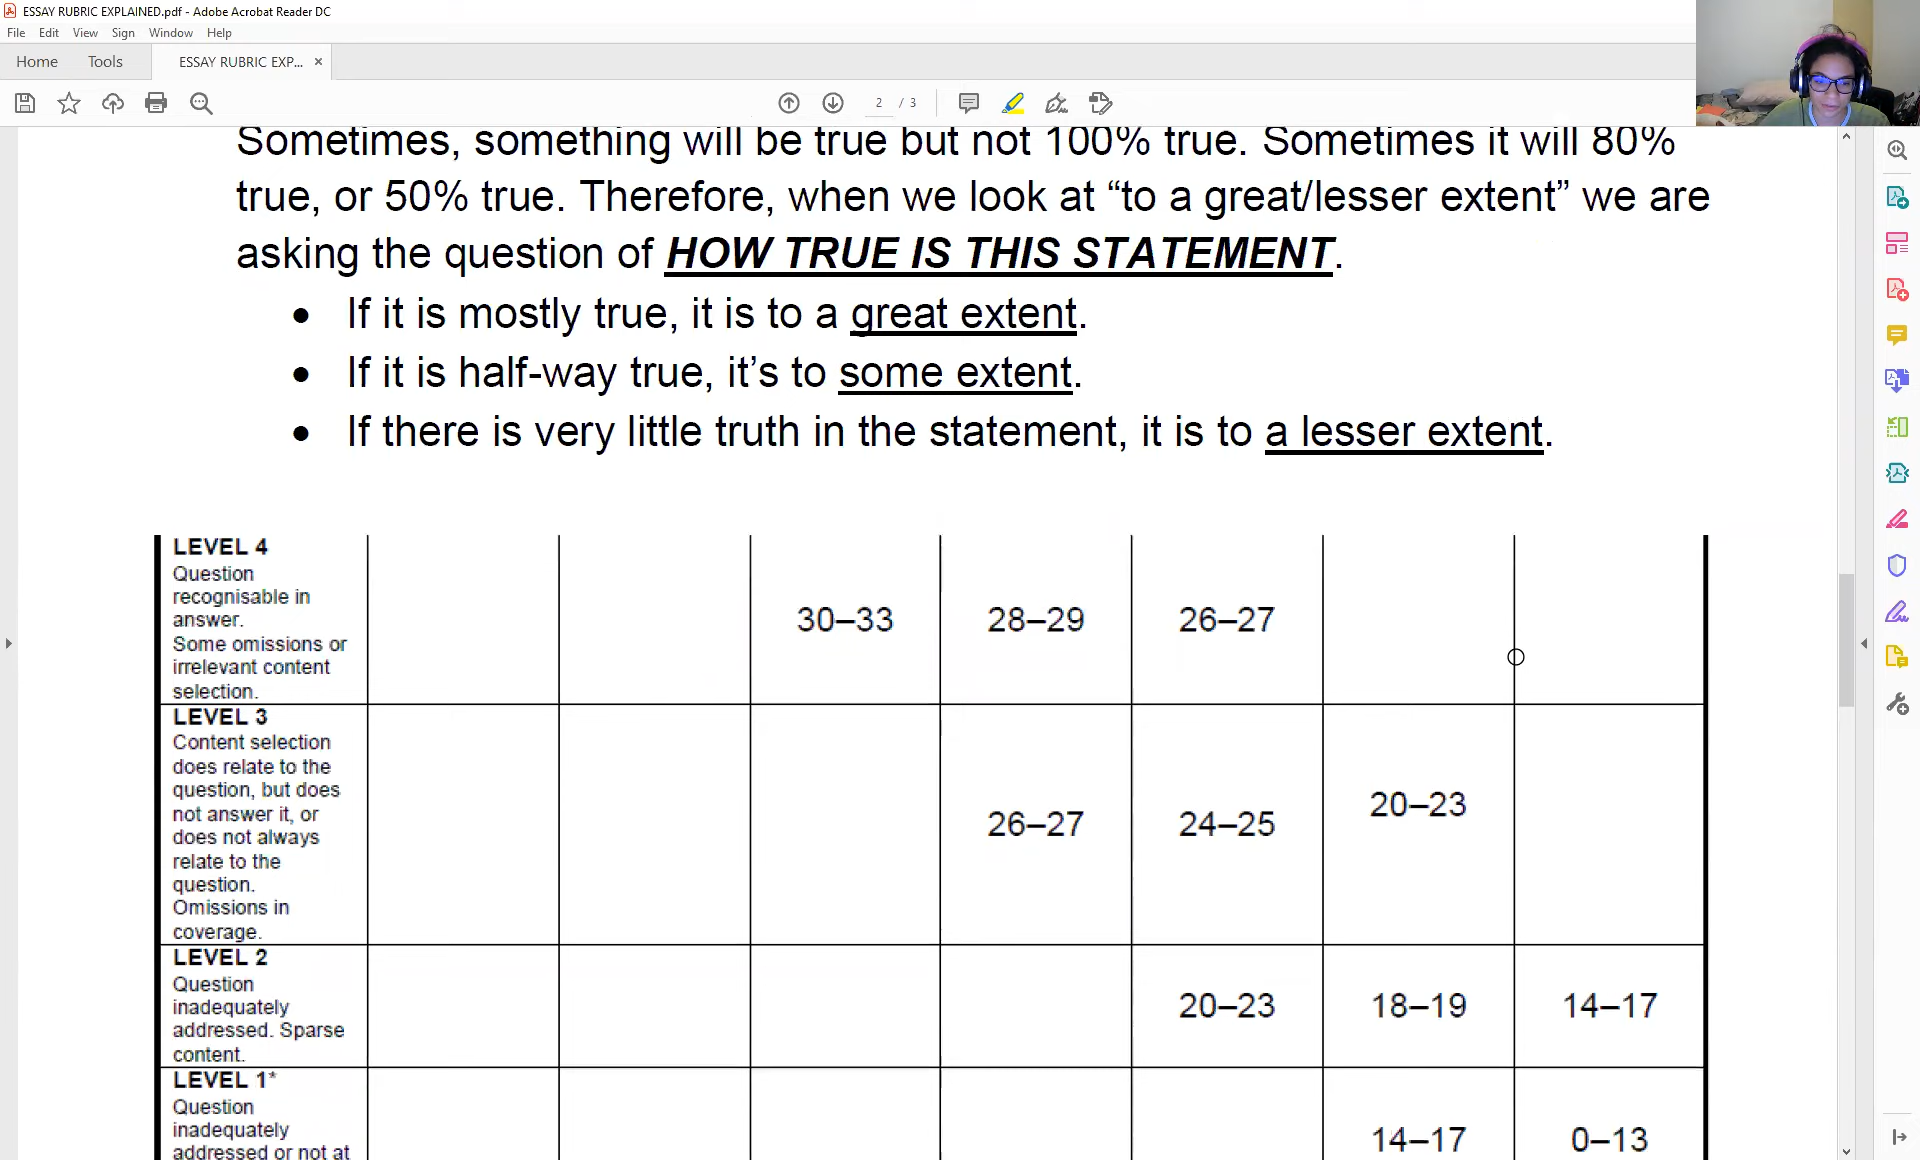 ESSAY RUBRIC EXPLAINED.pdf - Adobe Acrobat Reader DC
File Edit View Sign Window Help
Home Tools ESSAY RUBRIC EXP... ×
2 / 3
Sometimes, something will be true but not 100% true. Sometimes it will 80%
true, or 50% true. Therefore, when we look at “to a great/lesser extent” we are
asking the question of HOW TRUE IS THIS STATEMENT.
• If it is mostly true, it is to a great extent.
• If it is half-way true, it’s to some extent.
• If there is very little truth in the statement, it is to a lesser extent.
LEVEL 4
Question
recognisable in
answer.
Some omissions or
irrelevant content
selection.
30–33 28–29 26–27
LEVEL 3
Content selection
does relate to the
question, but does
not answer it, or
does not always
relate to the
question.
Omissions in
coverage.
26–27 24–25 20–23
LEVEL 2
Question
inadequately
addressed. Sparse
content.
20–23 18–19 14–17
LEVEL 1*
Question
inadequately
addressed or not at
14–17 0–13